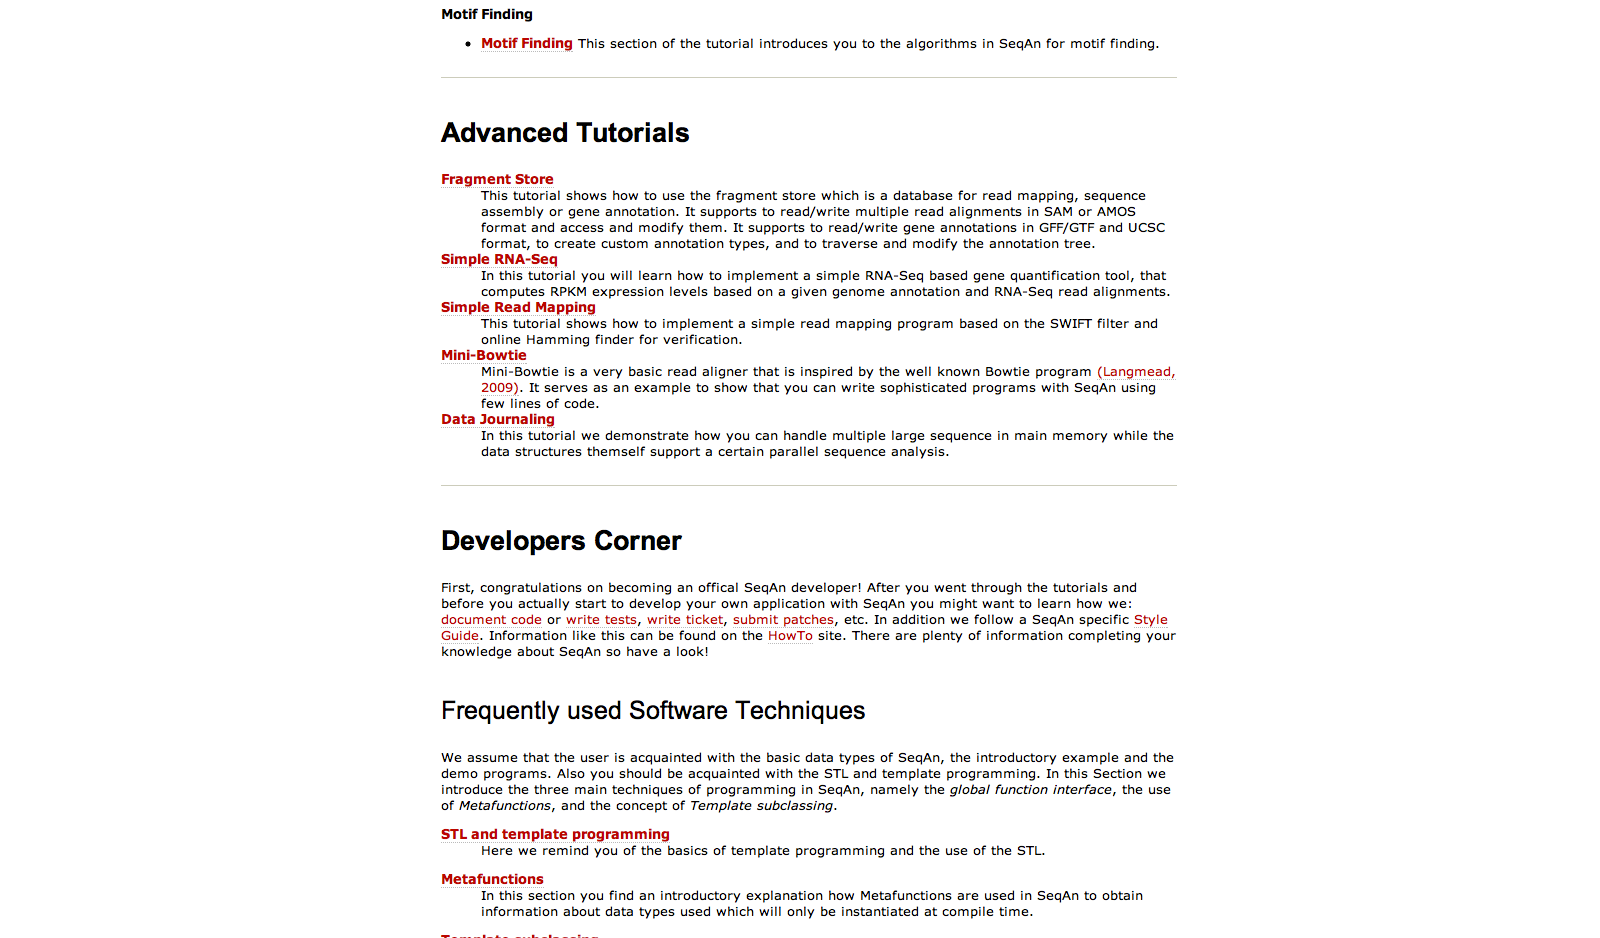 Motif Finding
Motif Finding This section of the tutorial introduces you to the algorithms in SeqAn for motif finding.
Advanced Tutorials
Fragment Store
This tutorial shows how to use the fragment store which is a database for read mapping, sequence
assembly or gene annotation. It supports to read/write multiple read alignments in SAM or AMOS
format and access and modify them. It supports to read/write gene annotations in GFF/GTF and UCSC
format, to create custom annotation types, and to traverse and modify the annotation tree.
Simple RNA-Seq
In this tutorial you will learn how to implement a simple RNA-Seq based gene quantification tool, that
computes RPKM expression levels based on a given genome annotation and RNA-Seq read alignments.
Simple Read Mapping
This tutorial shows how to implement a simple read mapping program based on the SWIFT filter and
online Hamming finder for verification.
Mini-Bowtie
Mini-Bowtie is a very basic read aligner that is inspired by the well known Bowtie program (Langmead,
2009). It serves as an example to show that you can write sophisticated programs with SeqAn using
few lines of code.
Data Journaling
In this tutorial we demonstrate how you can handle multiple large sequence in main memory while the
data structures themself support a certain parallel sequence analysis.
Developers Corner
First, congratulations on becoming an offical SeqAn developer! After you went through the tutorials and
before you actually start to develop your own application with SeqAn you might want to learn how we:
document code or write tests, write ticket, submit patches, etc. In addition we follow a SeqAn specific Style
Guide. Information like this can be found on the HowTo site. There are plenty of information completing your
knowledge about SeqAn so have a look!
Frequently used Software Techniques
We assume that the user is acquainted with the basic data types of SeqAn, the introductory example and the
demo programs. Also you should be acquainted with the STL and template programming. In this Section we
introduce the three main techniques of programming in SeqAn, namely the global function interface, the use
of Metafunctions, and the concept of Template subclassing.
STL and template programming
Here we remind you of the basics of template programming and the use of the STL.
Metafunctions
In this section you find an introductory explanation how Metafunctions are used in SeqAn to obtain
information about data types used which will only be instantiated at compile time.
Template subclassing